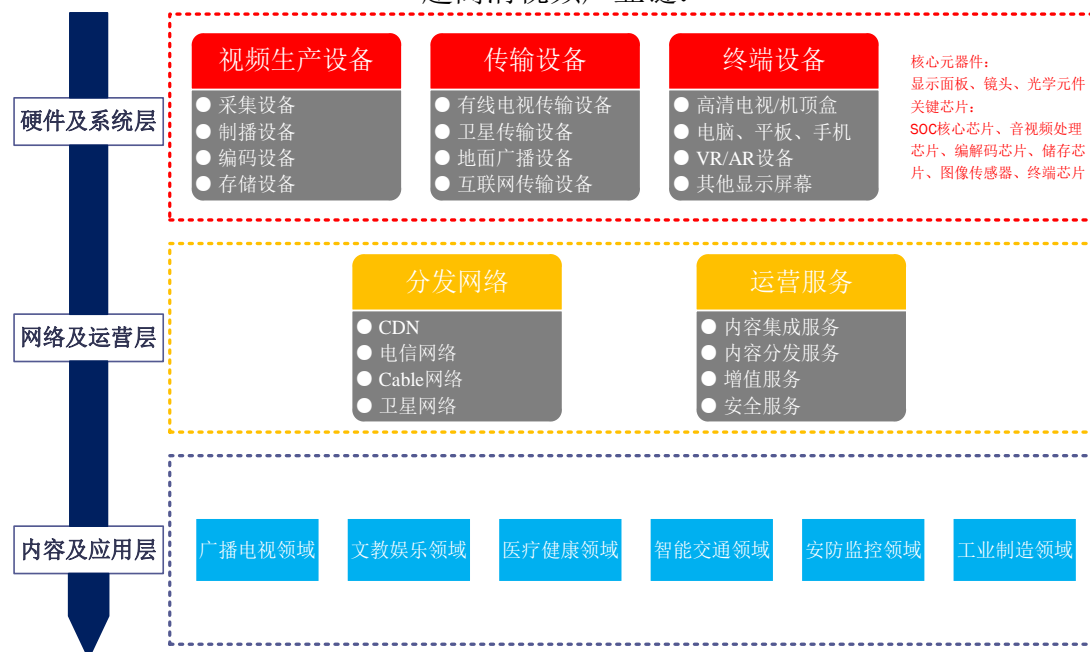 超高清视频产业链:
硬件及系统层
视频生产设备
采集设备
制播设备
编码设备
存储设备
传输设备
有线电视传输设备
卫星传输设备
地面广播设备
互联网传输设备
终端设备
高清电视/机顶盒
电脑、平板、手机
VR/AR设备
其他显示屏幕
核心元器件:
显示面板、镜头、光学元件
关键芯片:
SOC核心芯片、音视频处理
芯片、编解码芯片、储存芯
片、图像传感器、终端芯片
网络及运营层
分发网络
CDN
电信网络
Cable网络
卫星网络
运营服务
内容集成服务
内容分发服务
增值服务
安全服务
内容及应用层
广播电视领域
文教娱乐领域
医疗健康领域
智能交通领域
安防监控领域
工业制造领域